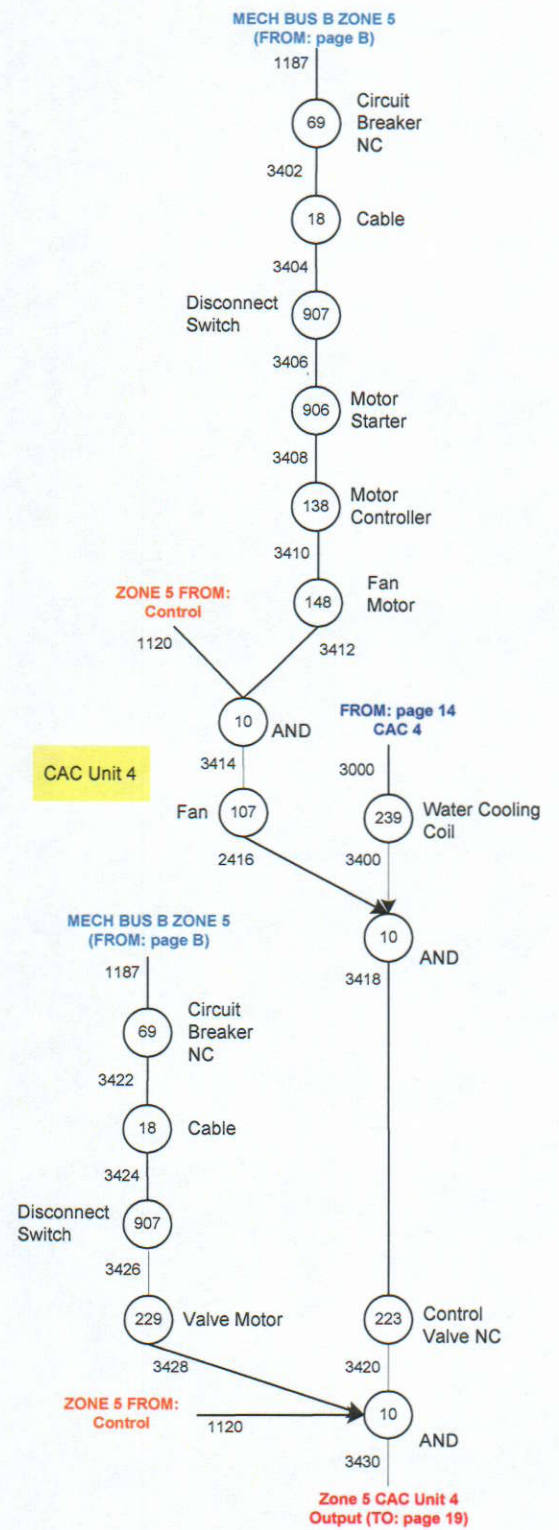 MECH BUS B ZONE 5
(FROM: page B)
1187
69
Circuit
Breaker
NC
3402
18
Cable
3404
Disconnect
Switch
907
3406
906
Motor
Starter
3408
138
Motor
Controller
3410
148
Fan
Motor
ZONE 5 FROM:
Control
1120
3412
10
AND
FROM: page 14
CAC 4
3414
3000
CAC Unit 4
Fan
107
239
Water Cooling
Coil
2416
3400
MECH BUS B ZONE 5
(FROM: page B)
10
AND
1187
3418
69
Circuit
Breaker
NC
3422
18
Cable
3424
Disconnect
Switch
907
3426
229
Valve Motor
223
Control
Valve NC
3428
3420
ZONE 5 FROM:
Control
1120
10
AND
3430
Zone 5 CAC Unit 4
Output (TO: page 19)